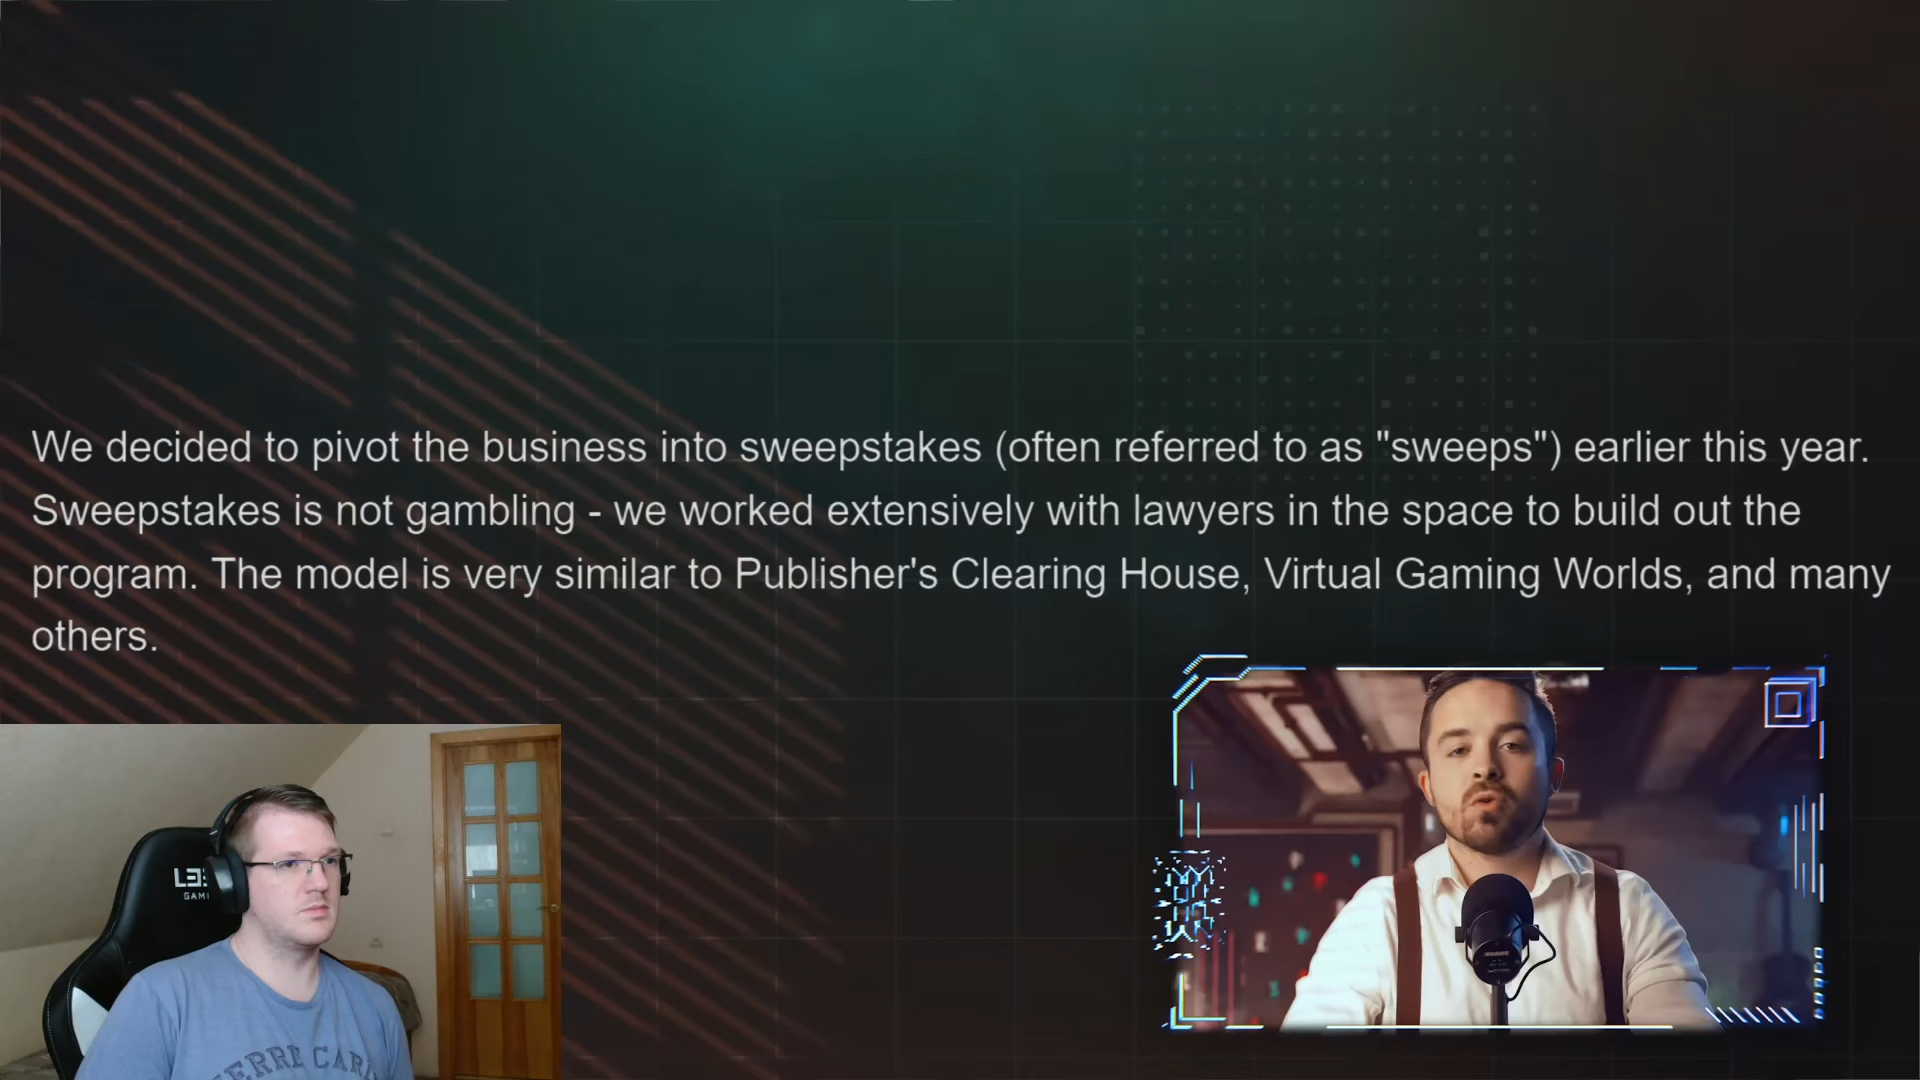 We decided to pivot the business into sweepstakes (often referred to as "sweeps") earlier this year.
Sweepstakes is not gambling - we worked extensively with lawyers in the space to build out the
program. The model is very similar to Publisher's Clearing House, Virtual Gaming Worlds, and many
others.